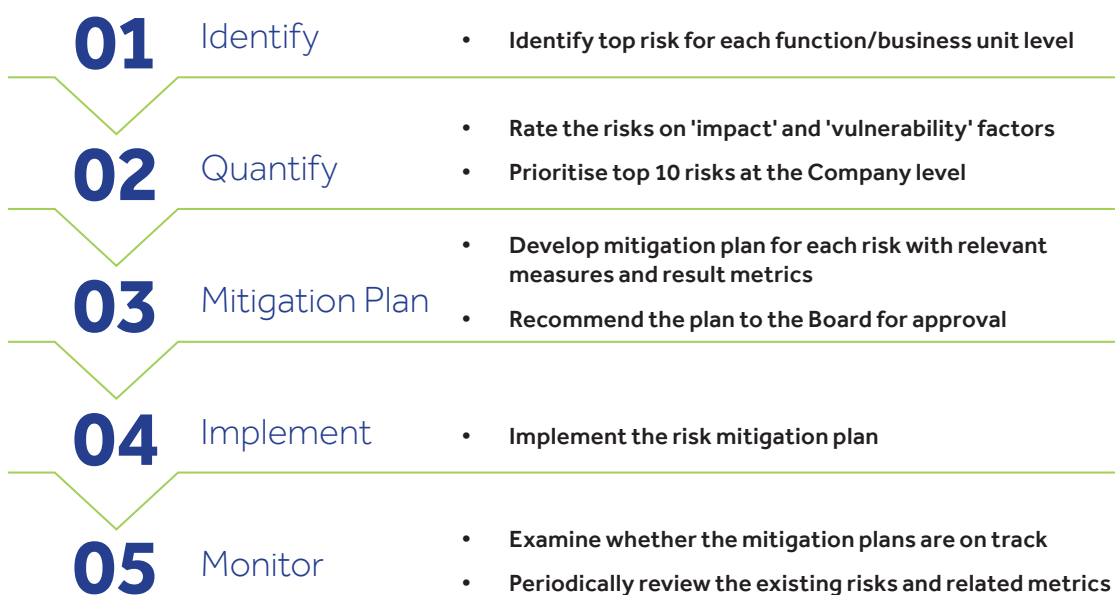 01 Identify
• Identify top risk for each function/business unit level
02 Quantify
• Rate the risks on 'impact' and 'vulnerability' factors
• Prioritise top 10 risks at the Company level
03 Mitigation Plan
• Develop mitigation plan for each risk with relevant
measures and result metrics
• Recommend the plan to the Board for approval
04 Implement
• Implement the risk mitigation plan
05 Monitor
• Examine whether the mitigation plans are on track
• Periodically review the existing risks and related metrics